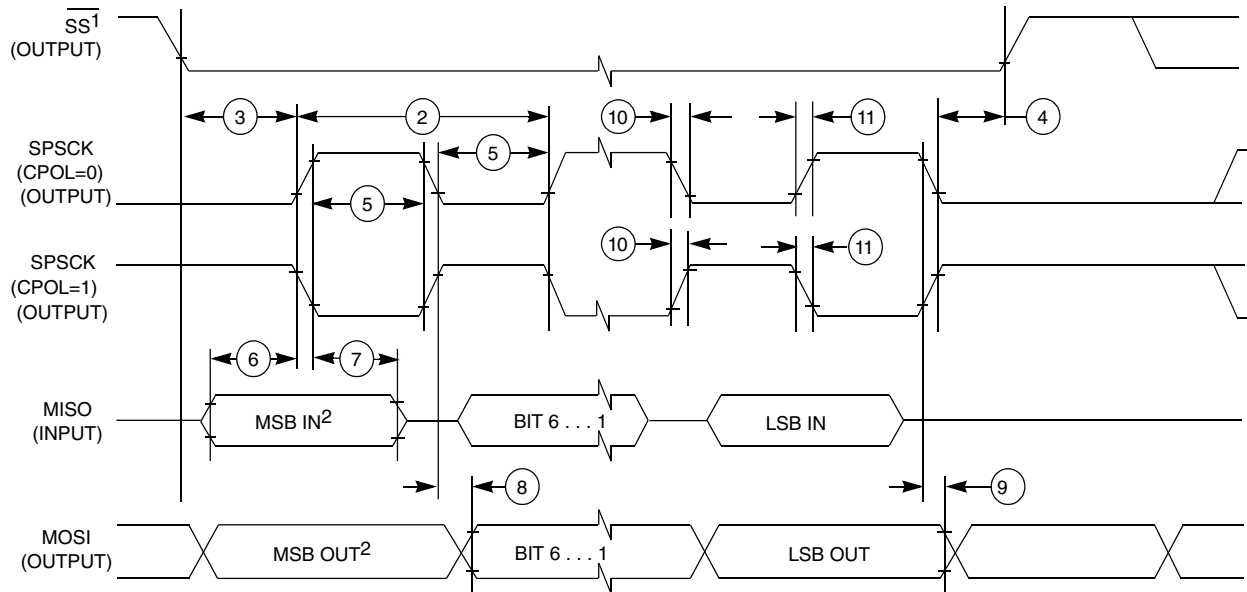 SS¹
(OUTPUT)
3
2
10
11
4
SPSCK
(CPOL=0)
(OUTPUT)
5
5
10
11
SPSCK
(CPOL=1)
(OUTPUT)
6
7
MISO
(INPUT)
MSB IN²
BIT 6 . . . 1
LSB IN
8
9
MOSI
(OUTPUT)
MSB OUT²
BIT 6 . . . 1
LSB OUT